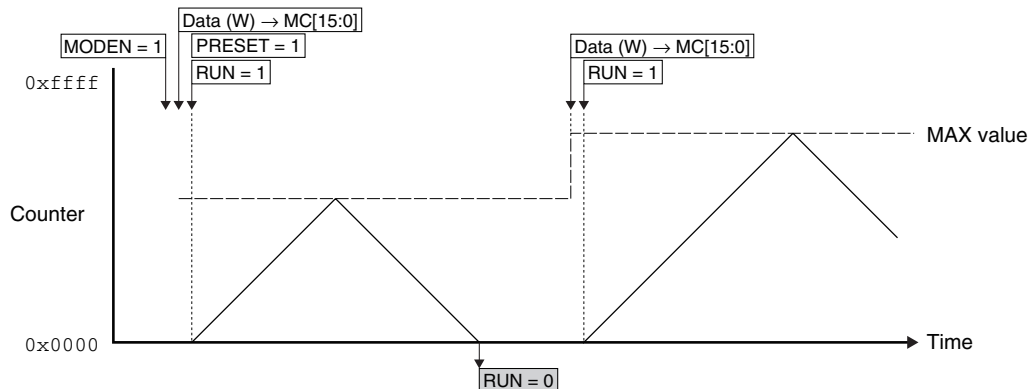 Data (W) → MC[15:0]
MODEN = 1
PRESET = 1
RUN = 1
Data (W) → MC[15:0]
RUN = 1
0xffff
MAX value
Counter
0x0000
Time
RUN = 0